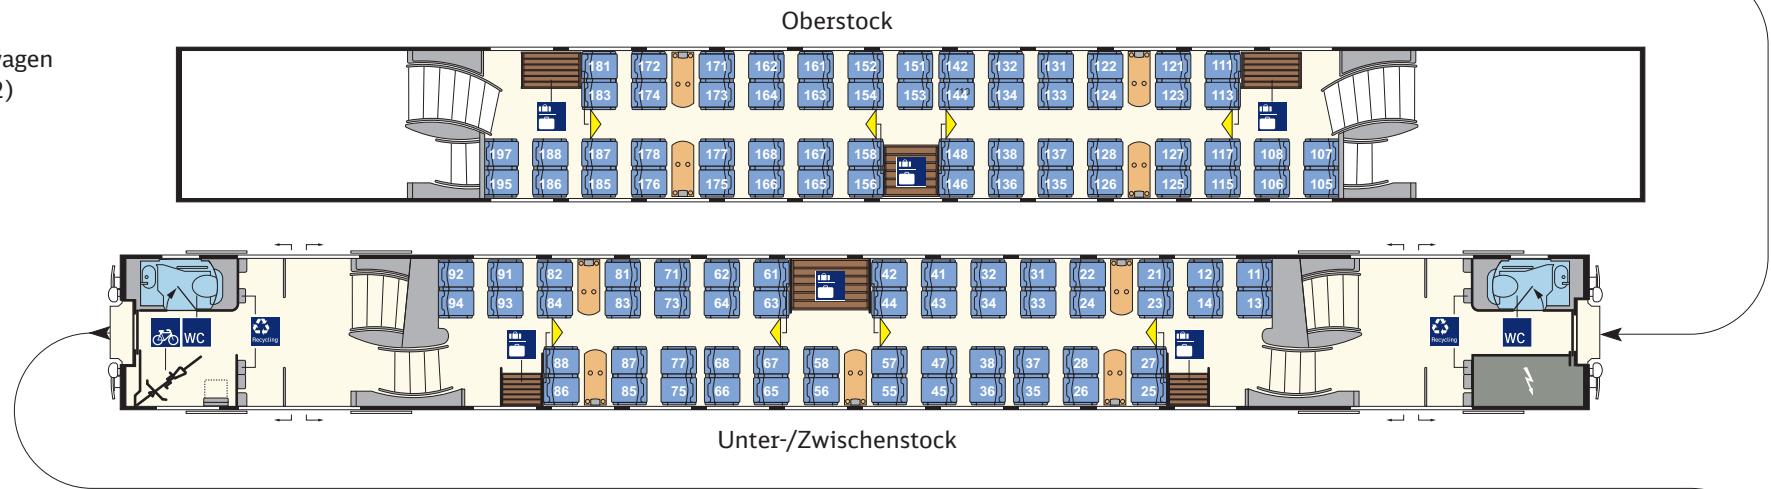 Oberstock
wagen
2)
181 172 171 162 161 152 151 142 132 131 122 121 111
183 174 173 164 163 154 153 144 134 133 124 123 113
197 188 187 178 177 168 167 158 148 138 137 128 127 117 108 107
195 186 185 176 175 166 165 156 146 136 135 126 125 115 106 105
92 91 82 81 71 62 61 42 41 32 31 22 21 12 11
94 93 84 83 73 64 63 44 43 34 33 24 23 14 13
WC Recycling Recycling WC
88 87 77 68 67 58 57 47 38 37 28 27
86 85 75 66 65 56 55 45 36 35 26 25
Unter-/Zwischenstock